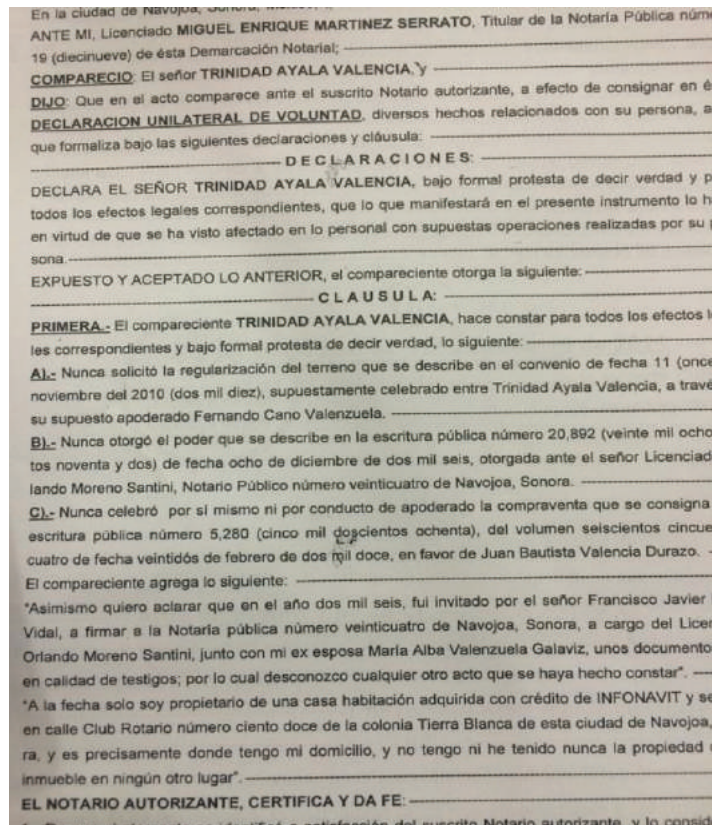 En la ciudad de Navojoa, Sonora,
ANTE MI, Licenciado MIGUEL ENRIQUE MARTINEZ SERRATO, Titular de la Notaría Pública núme
19 (diecinueve) de ésta Demarcación Notarial;
COMPARECIO: El señor TRINIDAD AYALA VALENCIA, y
DIJO: Que en el acto comparece ante el suscrito Notario autorizante, a efecto de consignar en é
DECLARACION UNILATERAL DE VOLUNTAD, diversos hechos relacionados con su persona, a
que formaliza bajo las siguientes declaraciones y cláusula:
DECLARACIONES:
DECLARA EL SEÑOR TRINIDAD AYALA VALENCIA, bajo formal protesta de decir verdad y p
todos los efectos legales correspondientes, que lo que manifestará en el presente instrumento lo h
en virtud de que se ha visto afectado en lo personal con supuestas operaciones realizadas por su p
sona.
EXPUESTO Y ACEPTADO LO ANTERIOR, el compareciente otorga la siguiente:
CLAUSULA:
PRIMERA.- El compareciente TRINIDAD AYALA VALENCIA, hace constar para todos los efectos l
les correspondientes y bajo formal protesta de decir verdad, lo siguiente:
A).- Nunca solicitó la regularización del terreno que se describe en el convenio de fecha 11 (once
noviembre del 2010 (dos mil diez), supuestamente celebrado entre Trinidad Ayala Valencia, a travé
su supuesto apoderado Fernando Cano Valenzuela.
B).- Nunca otorgó el poder que se describe en la escritura pública número 20,892 (veinte mil ocho
tos noventa y dos) de fecha ocho de diciembre de dos mil seis, otorgada ante el señor Licenciad
lando Moreno Santini, Notario Público número veinticuatro de Navojoa, Sonora.
C).- Nunca celebró por sí mismo ni por conducto de apoderado la compraventa que se consigna
escritura pública número 5,280 (cinco mil doscientos ochenta), del volumen seiscientos cincue
cuatro de fecha veintidós de febrero de dos mil doce, en favor de Juan Bautista Valencia Durazo.
El compareciente agrega lo siguiente:
"Asimismo quiero aclarar que en el año dos mil seis, fui invitado por el señor Francisco Javier
Vidal, a firmar a la Notaría pública número veinticuatro de Navojoa, Sonora, a cargo del Licen
Orlando Moreno Santini, junto con mi ex esposa María Alba Valenzuela Galaviz, unos documento
en calidad de testigos; por lo cual desconozco cualquier otro acto que se haya hecho constar".
"A la fecha solo soy propietario de una casa habitación adquirida con crédito de INFONAVIT y se
en calle Club Rotario número ciento doce de la colonia Tierra Blanca de esta ciudad de Navojoa,
ra, y es precisamente donde tengo mi domicilio, y no tengo ni he tenido nunca la propiedad
inmueble en ningún otro lugar".
EL NOTARIO AUTORIZANTE, CERTIFICA Y DA FE:
satisfacción del suscrito Notario autorizante, y lo consid